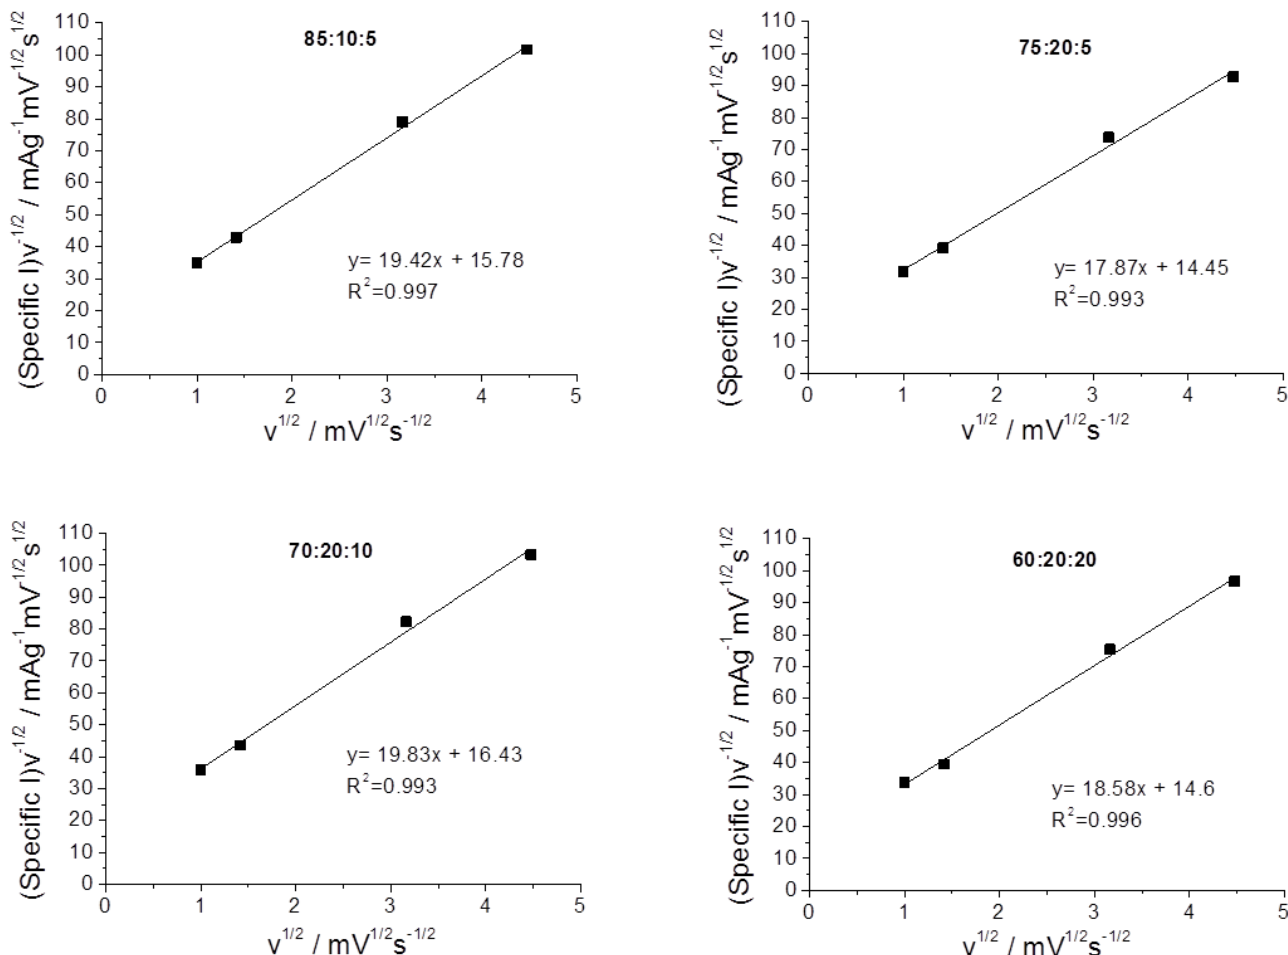 85:10:5
(Specific I)v^-1/2 / mAg^-1mV^-1/2s^1/2
110
100
90
80
70
60
50
40
30
20
10
0
y= 19.42x + 15.78
R^2=0.997
0 1 2 3 4 5
v^1/2 / mV^1/2s^-1/2
75:20:5
(Specific I)v^-1/2 / mAg^-1mV^-1/2s^1/2
110
100
90
80
70
60
50
40
30
20
10
0
y= 17.87x + 14.45
R^2=0.993
0 1 2 3 4 5
v^1/2 / mV^1/2s^-1/2
70:20:10
(Specific I)v^-1/2 / mAg^-1mV^-1/2s^1/2
110
100
90
80
70
60
50
40
30
20
10
0
y= 19.83x + 16.43
R^2=0.993
0 1 2 3 4 5
v^1/2 / mV^1/2s^-1/2
60:20:20
(Specific I)v^-1/2 / mAg^-1mV^-1/2s^1/2
110
100
90
80
70
60
50
40
30
20
10
0
y= 18.58x + 14.6
R^2=0.996
0 1 2 3 4 5
v^1/2 / mV^1/2s^-1/2